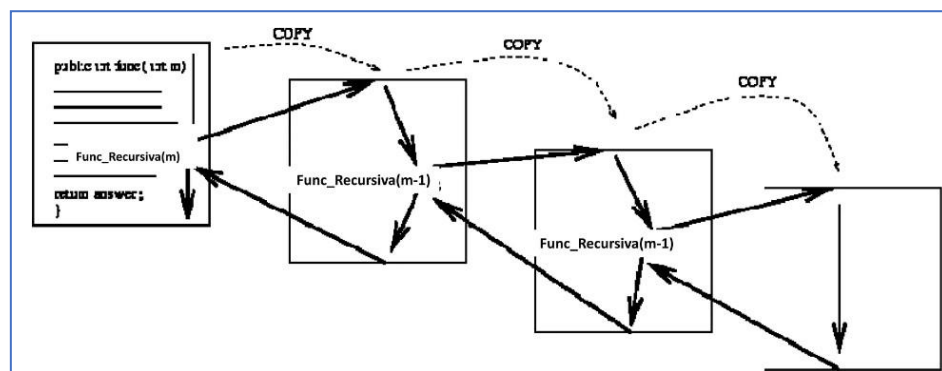 COPY
COPY
COPY
public int func( int m)
Func_Recursiva(m)
return answer;
}
Func_Recursiva(m-1)
Func_Recursiva(m-1)